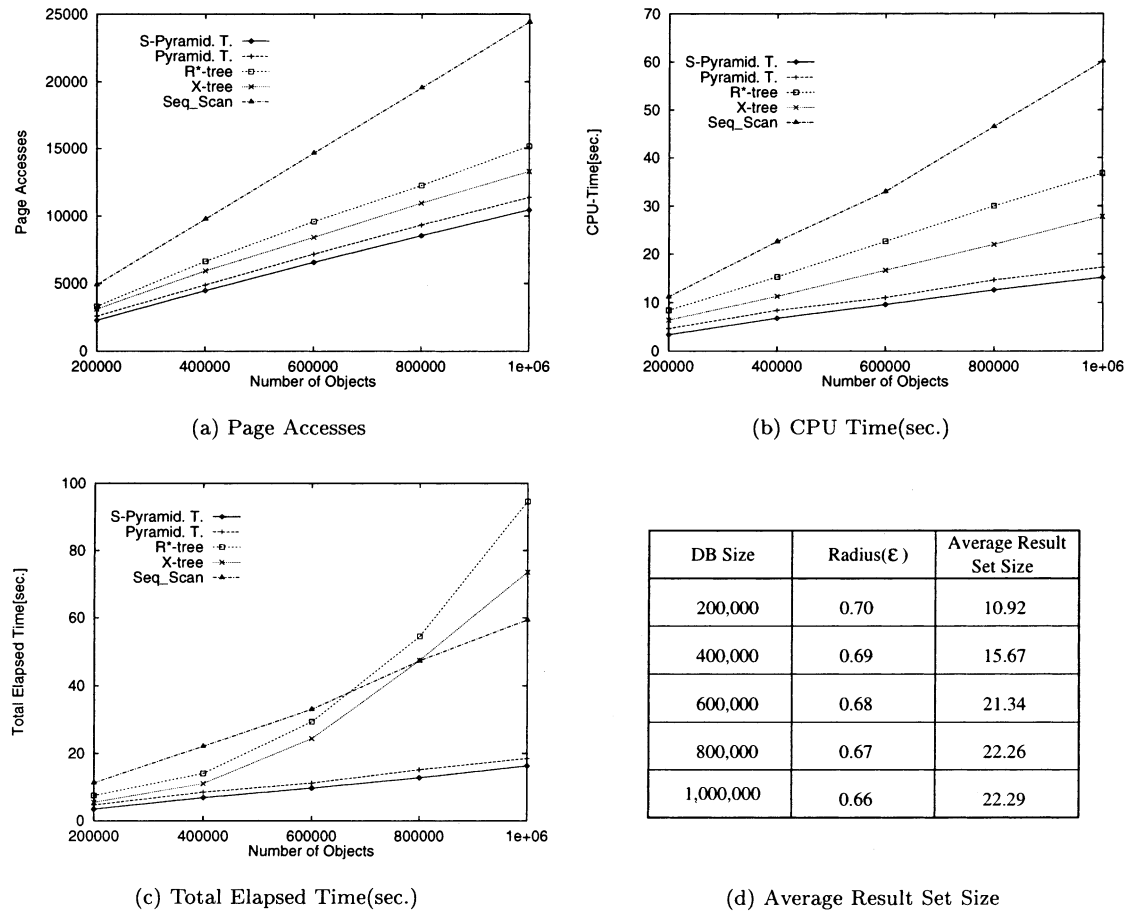 25000
20000
15000
10000
5000
0
Page Accesses
S-Pyramid. T.
Pyramid. T.
R*-tree
X-tree
Seq_Scan
200000 400000 600000 800000 1e+06
Number of Objects
(a) Page Accesses
70
60
50
40
30
20
10
0
CPU-Time[sec.]
S-Pyramid. T.
Pyramid. T.
R*-tree
X-tree
Seq_Scan
200000 400000 600000 800000 1e+06
Number of Objects
(b) CPU Time(sec.)
100
80
60
40
20
0
Total Elapsed Time[sec.]
S-Pyramid. T.
Pyramid. T.
R*-tree
X-tree
Seq_Scan
200000 400000 600000 800000 1e+06
Number of Objects
(c) Total Elapsed Time(sec.)
DB Size Radius(ε) Average Result Set Size
200,000 0.70 10.92
400,000 0.69 15.67
600,000 0.68 21.34
800,000 0.67 22.26
1,000,000 0.66 22.29
(d) Average Result Set Size